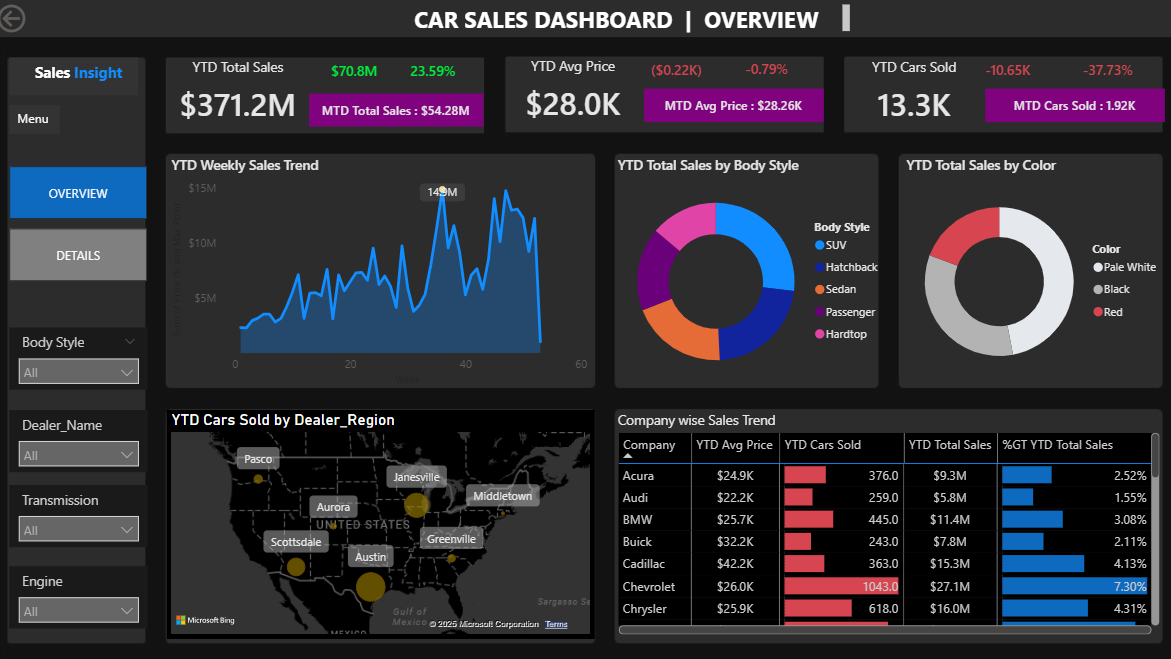 CAR SALES DASHBOARD | OVERVIEW
Sales Insight
Menu
OVERVIEW
DETAILS
Body Style
All
Dealer_Name
All
Transmission
All
Engine
All
YTD Total Sales
$70.8M
23.59%
$371.2M
MTD Total Sales : $54.28M
YTD Avg Price
($0.22K)
-0.79%
$28.0K
MTD Avg Price : $28.26K
YTD Cars Sold
-10.65K
-37.73%
13.3K
MTD Cars Sold : 1.92K
YTD Weekly Sales Trend
$15M
$10M
$5M
0 20 40 60
YTD Total Sales by Body Style
Body Style
SUV
Hatchback
Sedan
Passenger
Hardtop
YTD Total Sales by Color
Color
Pale White
Black
Red
YTD Cars Sold by Dealer_Region
Pasco
Janesville
Middletown
Aurora
UNITED STATES
Scottsdale
Greenville
Austin
Gulf of
Mexico
Sargasso Se
MEXICO
Microsoft Bing
© 2025 Microsoft Corporation Terms
Company wise Sales Trend
Company YTD Avg Price YTD Cars Sold YTD Total Sales %GT YTD Total Sales
Acura $24.9K 376.0 $9.3M 2.52%
Audi $22.2K 259.0 $5.8M 1.55%
BMW $25.7K 445.0 $11.4M 3.08%
Buick $32.2K 243.0 $7.8M 2.11%
Cadillac $42.2K 363.0 $15.3M 4.13%
Chevrolet $26.0K 1043.0 $27.1M 7.30%
Chrysler $25.9K 618.0 $16.0M 4.31%